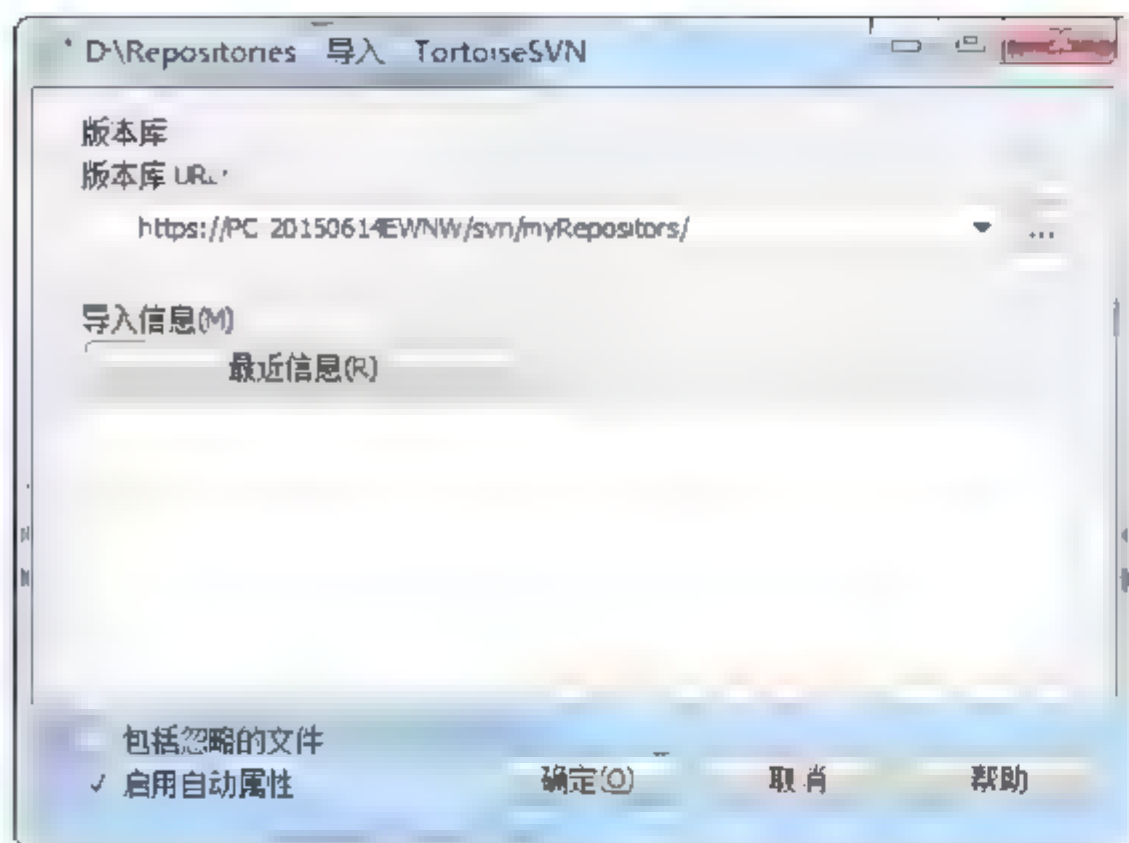 D:\Repositories 导入 TortoiseSVN
版本库
版本库 URL:
https://PC 20150614EWNW/svn/myRepositors/
...
导入信息(M)
最近信息(R)
包括忽略的文件
✓ 启用自动属性
确定(O) 取消 帮助